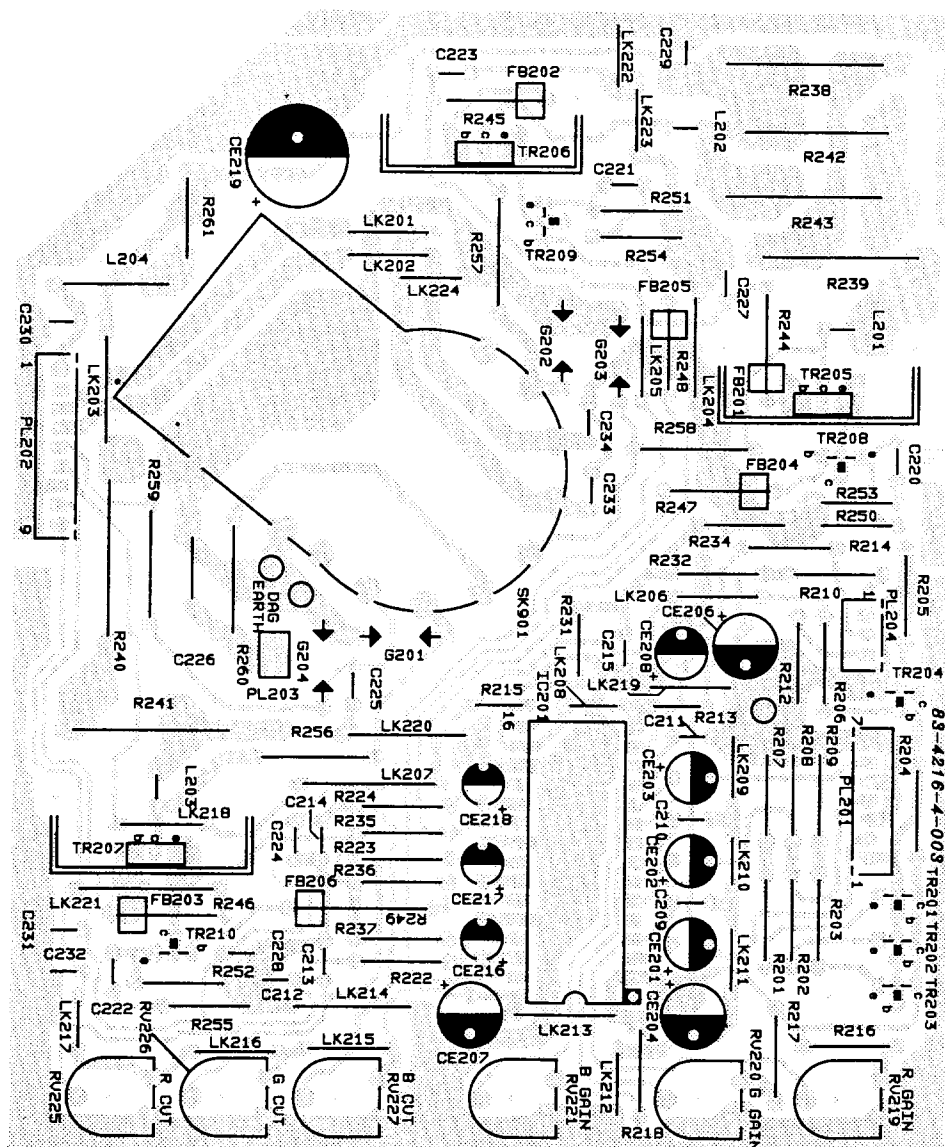 C223
FB202
LK222
C229
R238
R245
b c e
TR206
LK223
L202
R242
CE219
+
C221
R251
R243
R261
LK201
R257
e
c
b
TR209
R254
L204
LK202
LK224
FB205
C227
R239
C230
G202
G203
R244
L201
1
LK203
LK205
R248
LK204
FB201
TR205
b c e
PL202
C234
R258
TR208
b
e
c
C220
R259
C233
FB204
R253
9
R247
R250
R234
R214
R232
R205
DAG
EARTH
SK901
R231
LK206
R210
1
PL204
CE206
+
R240
C226
R260
G204
G201
C215
CE208
+
TR204
c
b
PL203
C225
LK208
LK219
R212
R206
R241
R215
16
IC201
C211
R213
7
83-4216-4-003
R256
LK220
R207
R208
R209
PL201
R204
L203
LK207
CE203
+
LK209
LK218
C214
R224
CE218
+
C210
b c e
TR207
C224
R235
R223
CE202
+
LK210
1
FB206
R236
CE217
+
C209
TR201
LK221
FB203
R246
R249
R203
c
b
C231
TR210
c
b
R237
CE216
+
CE201
+
LK211
TR202
c
b
C232
R252
C228
C213
R222
R201
R202
TR203
c
b
C222
C212
LK214
+
CE207
LK213
CE204
+
R217
LK217
RV226
R255
LK216
LK215
R216
RV225
R CUT
G CUT
B CUT
RV227
B GAIN
RV221
LK212
R218
RV220 G GAIN
R GAIN
RV219